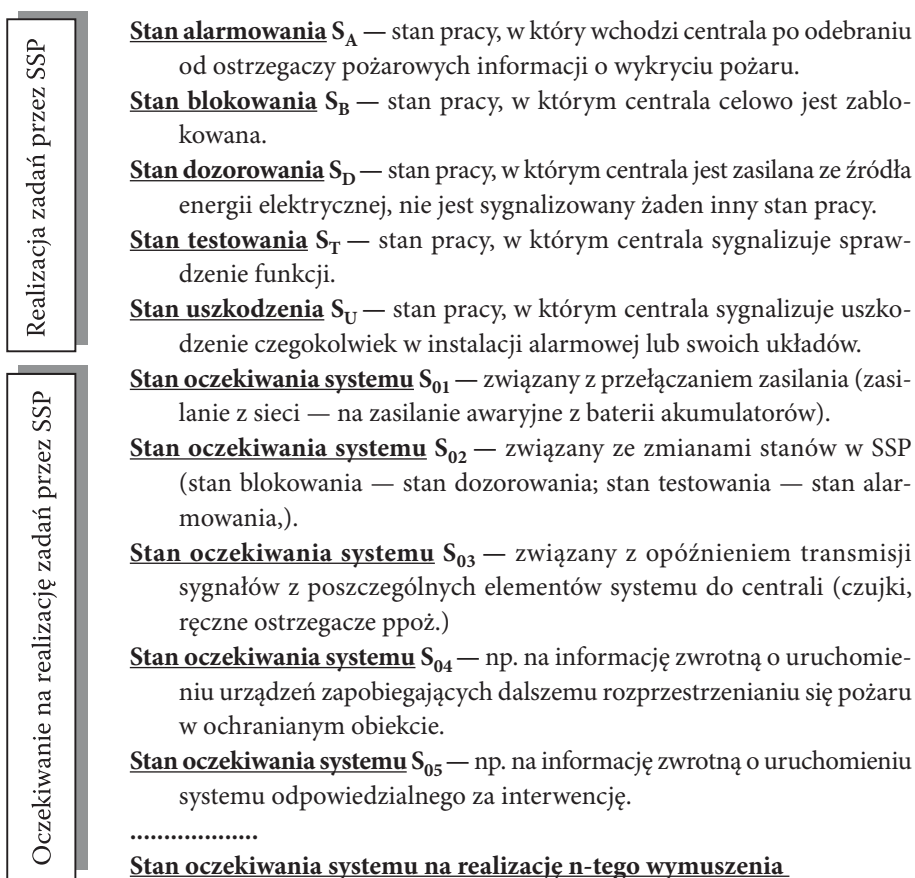 Realizacja zadań przez SSP
Stan alarmowania S_A — stan pracy, w który wchodzi centrala po odebraniu
od ostrzegaczy pożarowych informacji o wykryciu pożaru.
Stan blokowania S_B — stan pracy, w którym centrala celowo jest zablo-
kowana.
Stan dozorowania S_D — stan pracy, w którym centrala jest zasilana ze źródła
energii elektrycznej, nie jest sygnalizowany żaden inny stan pracy.
Stan testowania S_T — stan pracy, w którym centrala sygnalizuje spraw-
dzenie funkcji.
Stan uszkodzenia S_U — stan pracy, w którym centrala sygnalizuje uszko-
dzenie czegokolwiek w instalacji alarmowej lub swoich układów.
Oczekiwanie na realizację zadań przez SSP
Stan oczekiwania systemu S_01 — związany z przełączaniem zasilania (zasi-
lanie z sieci — na zasilanie awaryjne z baterii akumulatorów).
Stan oczekiwania systemu S_02 — związany ze zmianami stanów w SSP
(stan blokowania — stan dozorowania; stan testowania — stan alar-
mowania,).
Stan oczekiwania systemu S_03 — związany z opóźnieniem transmisji
sygnałów z poszczególnych elementów systemu do centrali (czujki,
ręczne ostrzegacze ppoż.)
Stan oczekiwania systemu S_04 — np. na informację zwrotną o uruchomie-
niu urządzeń zapobiegających dalszemu rozprzestrzenianiu się pożaru
w ochranianym obiekcie.
Stan oczekiwania systemu S_05 — np. na informację zwrotną o uruchomieniu
systemu odpowiedzialnego za interwencję.
...................
Stan oczekiwania systemu na realizację n-tego wymuszenia